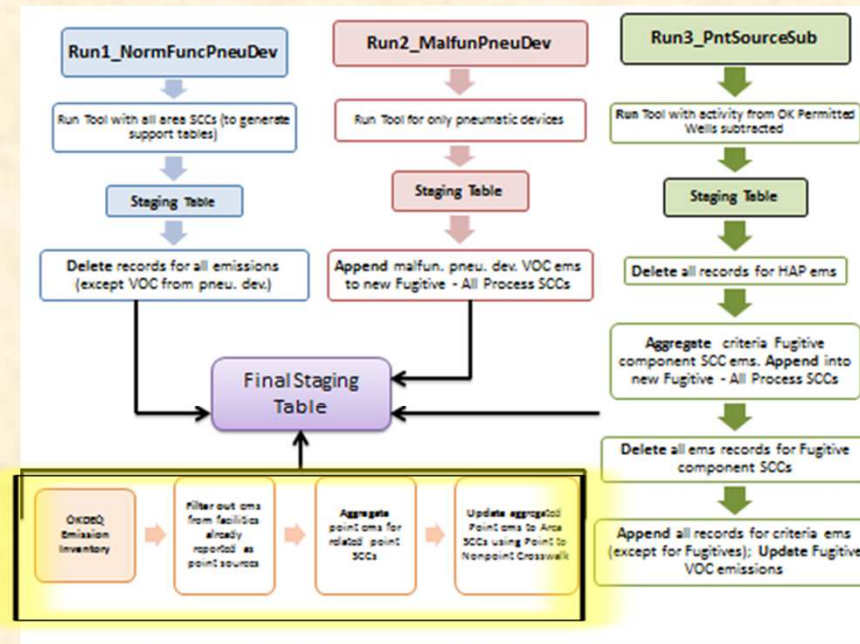 Run1_NormFuncPneuDev
Run Tool with all area SCCs (to generate
support tables)
Staging Table
Delete records for all emissions
(except VOC from pneu. dev.)
Run2_MalfunPneuDev
Run Tool for only pneumatic devices
Staging Table
Append malfun. pneu. dev. VOC ems
to new Fugitive - All Process SCCs
Run3_PntSourceSub
Run Tool with activity from OK Permitted
Wells subtracted
Staging Table
Delete all records for HAP ems
Aggregate criteria Fugitive
component SCC ems. Append into
new Fugitive - All Process SCCs
Delete all ems records for Fugitive
component SCCs
Append all records for criteria ems
(except for Fugitives); Update Fugitive
VOC emissions
Final Staging
Table
OKDEQ
Emission
Inventory
Filter out ems
from facilities
already
reported as
point sources
Aggregate
point ems for
related point
SCCs
Update aggregated
Point ems to Area
SCCs using Point to
Nonpoint Crosswalk